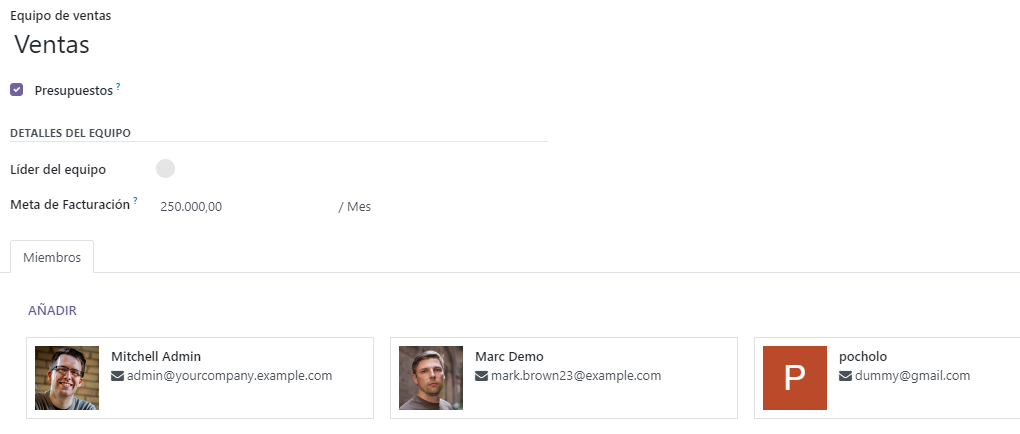 Equipo de ventas
Ventas
Presupuestos ?
DETALLES DEL EQUIPO
Líder del equipo
Meta de Facturación ? 250.000,00 / Mes
Miembros
AÑADIR
Mitchell Admin
admin@yourcompany.example.com
Marc Demo
mark.brown23@example.com
P
pocholo
dummy@gmail.com